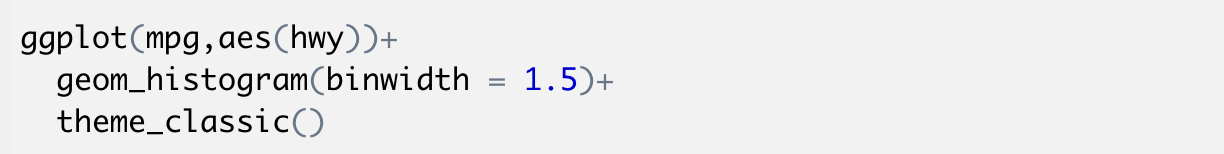 ggplot(mpg,aes(hwy))+
  geom_histogram(binwidth = 1.5)+
  theme_classic()